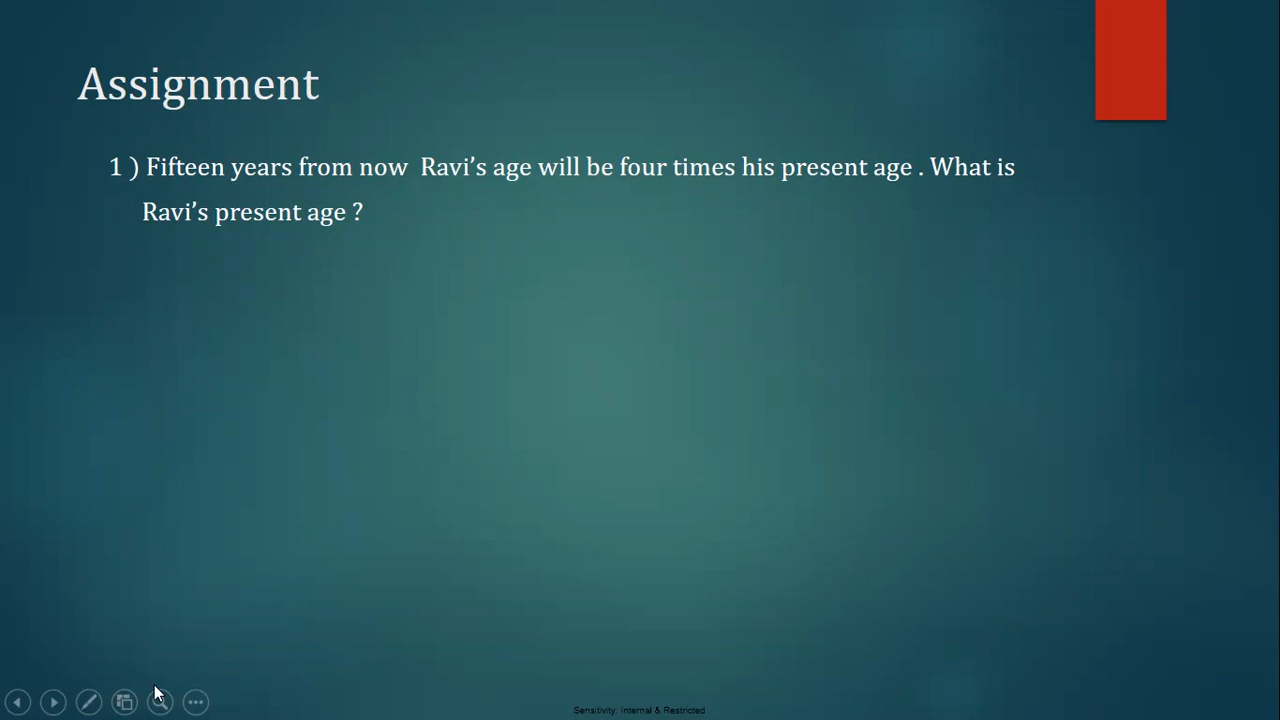 Assignment
1 ) Fifteen years from now  Ravi’s age will be four times his present age . What is
Ravi’s present age ?
Sensitivity: Internal & Restricted